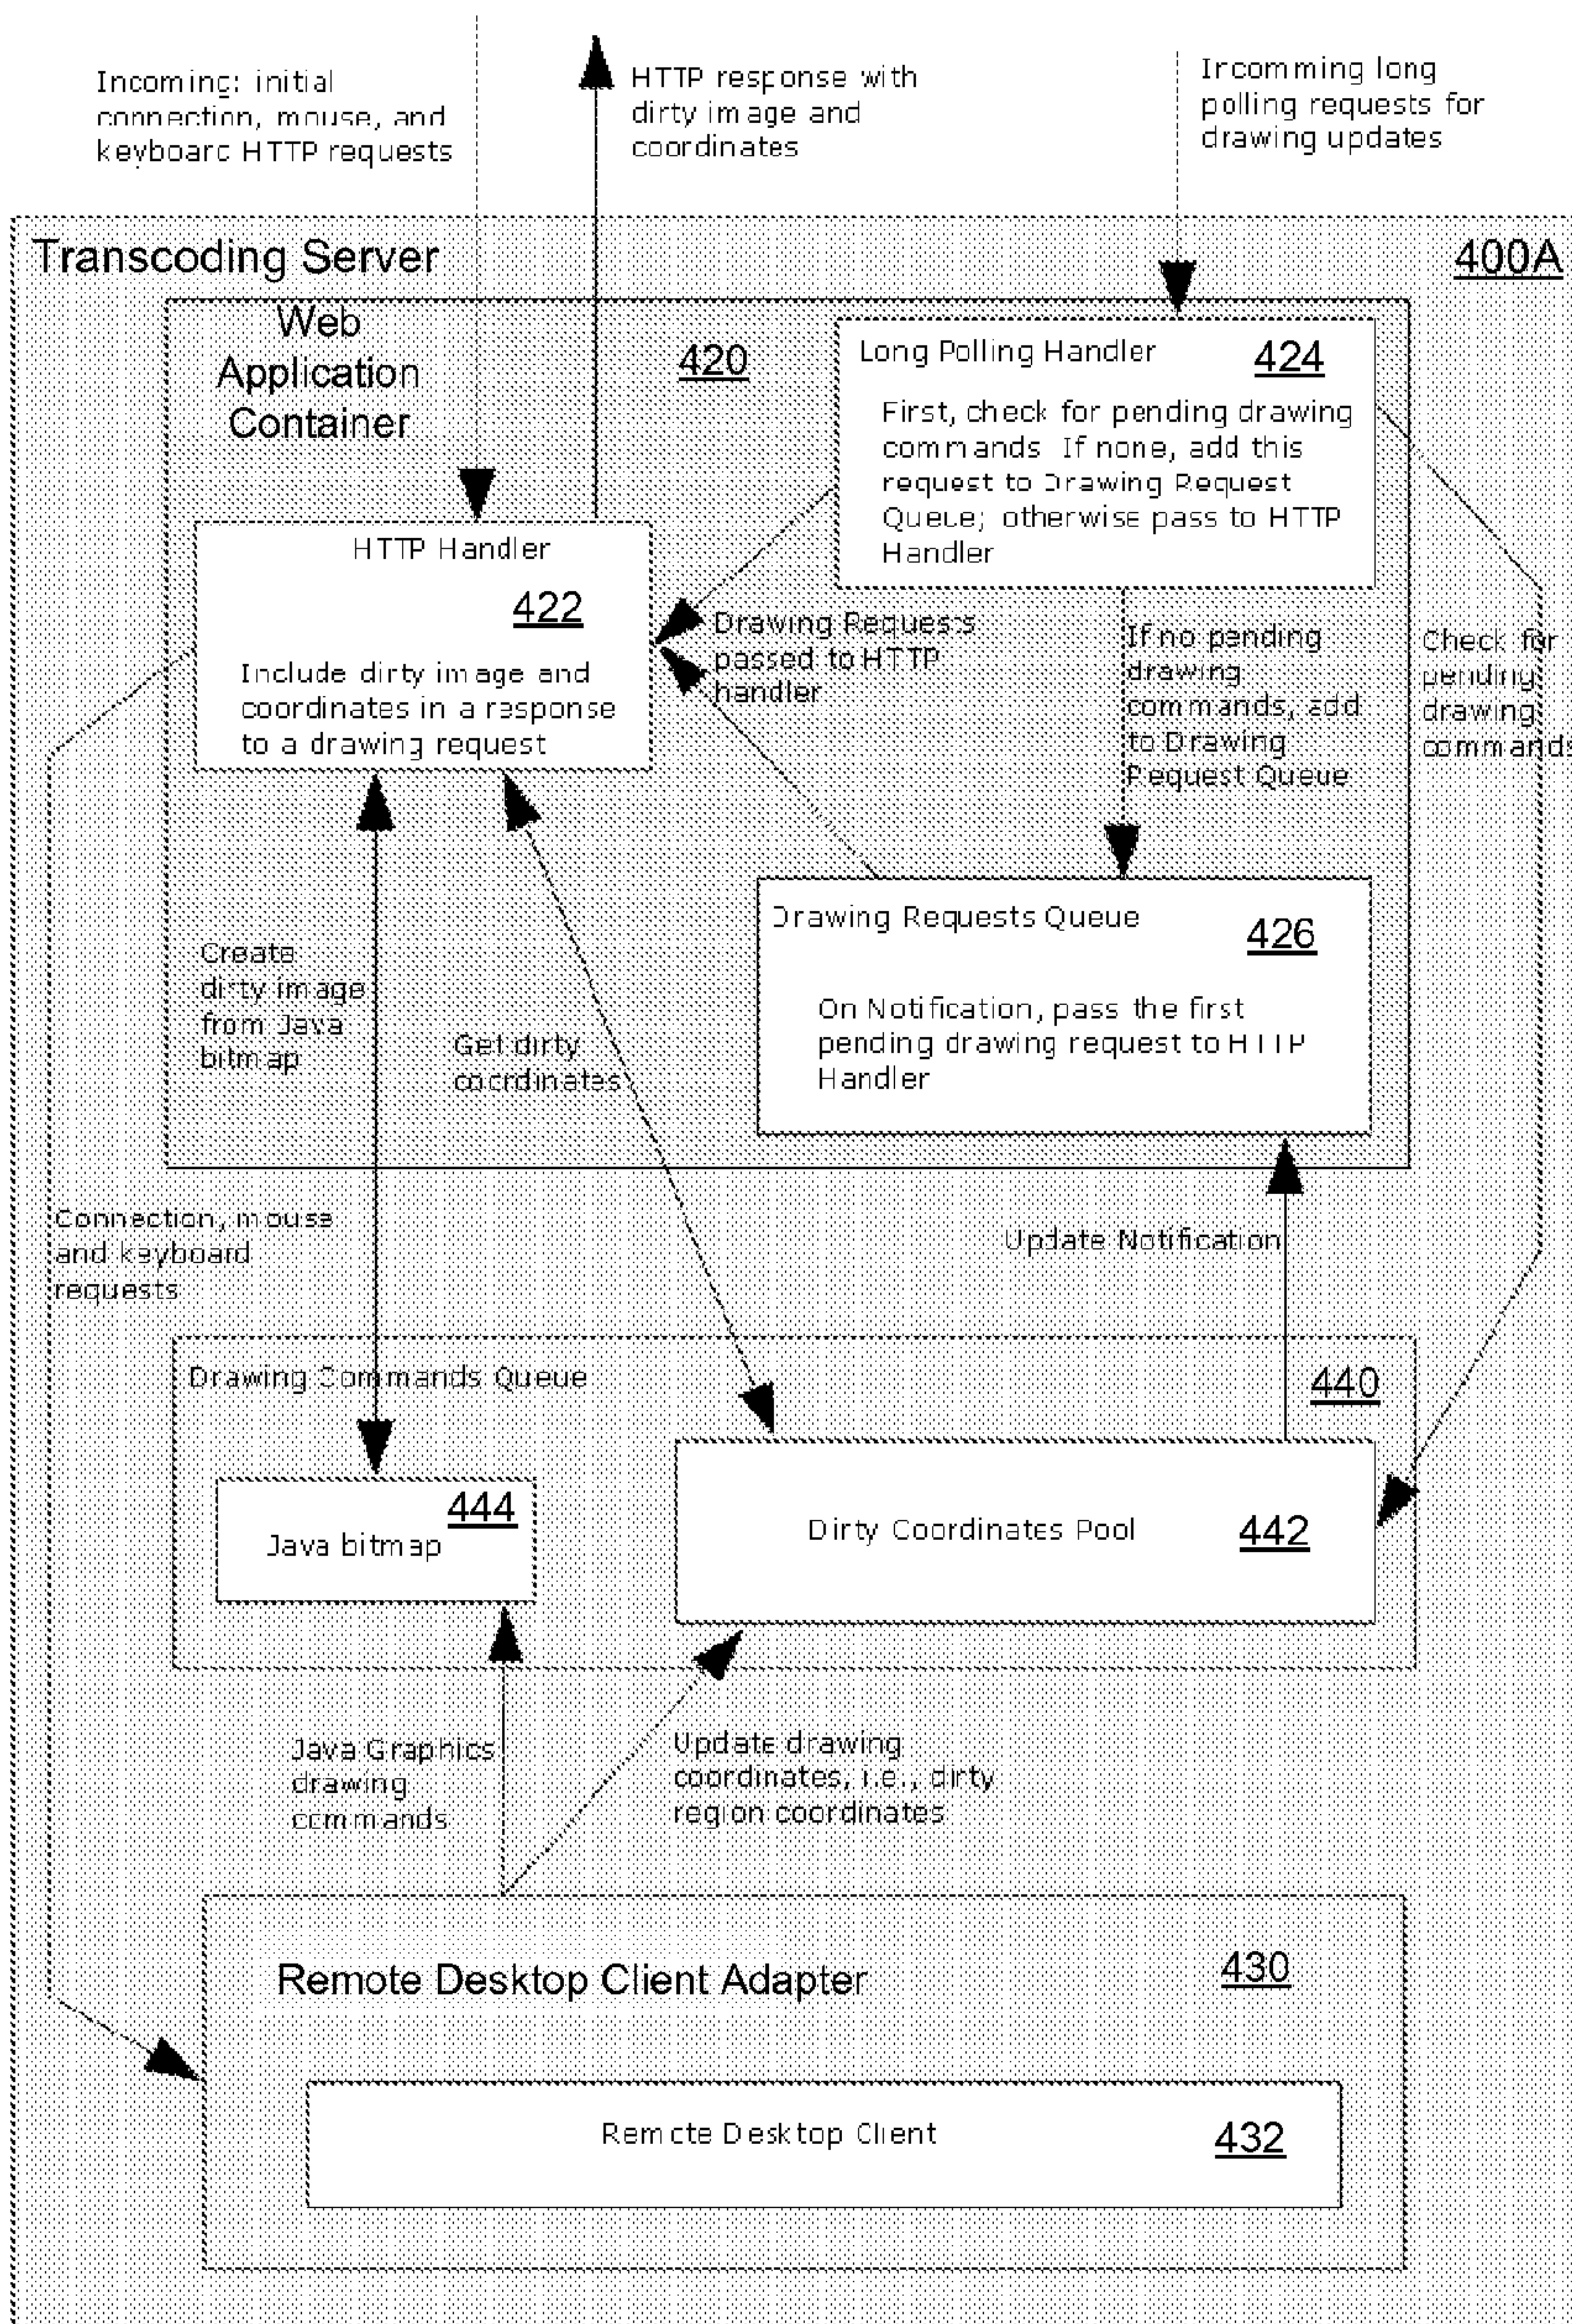 Incoming: initial
connection, mouse, and
keyboard HTTP requests
HTTP response with
dirty image and
coordinates
Incomming long
polling requests for
drawing updates
Transcoding Server
400A
Web
Application
Container
420
Long Polling Handler
424
First, check for pending drawing
commands. If none, add this
request to Drawing Request
Queue; otherwise pass to HTTP
Handler
HTTP Handler
422
Include dirty image and
coordinates in a response
to a drawing request
Drawing Requests
passed to HTTP
handler
If no pending
drawing
commands, add
to Drawing
Request Queue
Check for
pending
drawing
commands
Drawing Requests Queue
426
On Notification, pass the first
pending drawing request to HTTP
Handler
Create
dirty image
from Java
bitmap
Get dirty
coordinates
Connection, mouse
and keyboard
requests
Update Notification
Drawing Commands Queue
440
444
Java bitmap
Dirty Coordinates Pool
442
Java Graphics
drawing
commands
Update drawing
coordinates, i.e., dirty
region coordinates
Remote Desktop Client Adapter
430
Remote Desktop Client
432